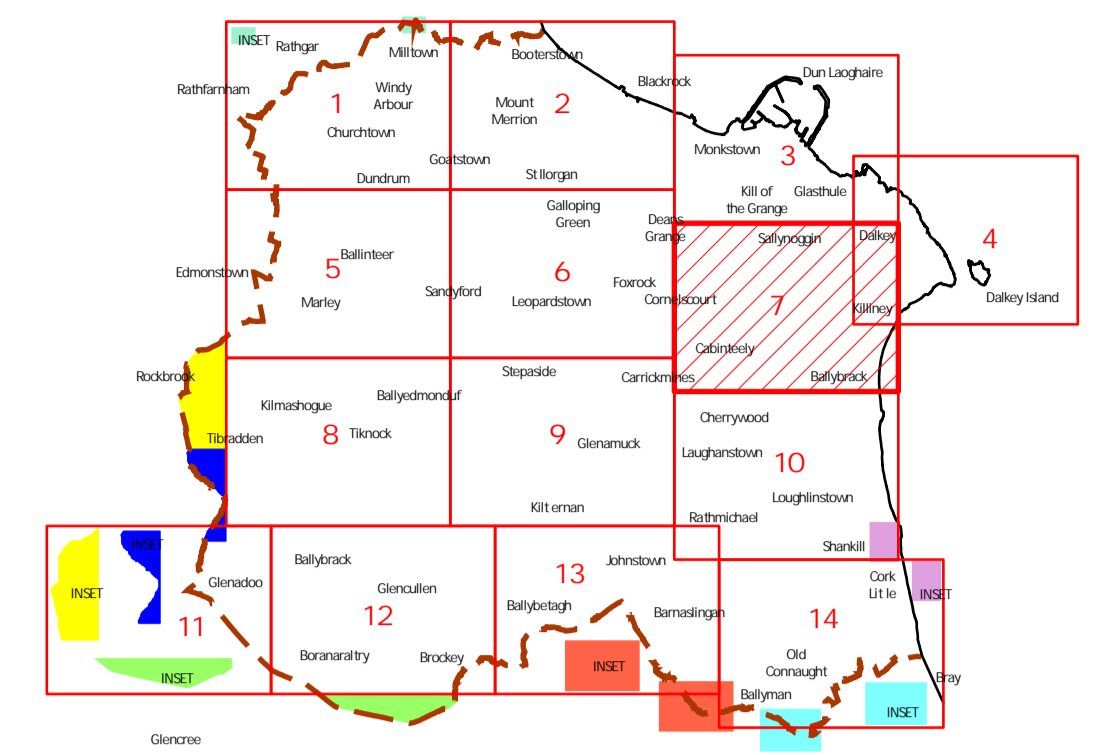 INSET
Rathgar
Milltown
Booterstown
Dun Laoghaire
Blackrock
Rathfarnham
1
Windy
Arbour
Mount
Merrion
2
Churchtown
Monkstown
3
Goatstown
Dundrum
St Ilorgan
Kill of
the Grange
Glasthule
Galloping
Green
Deans
Grange
Sallynoggin
Dalkey
4
Ballinteer
5
Edmonstown
6
Foxrock
Marley
Sandyford
Leopardstown
Cornelscourt
7
Killiney
Dalkey Island
Cabinteely
Rockbrook
Stepaside
Carrickmines
Ballybrack
Kilmashogue
Ballyedmonduf
Cherrywood
Tibradden
8
Tiknock
9
Glenamuck
Laughanstown
10
Loughlinstown
Kilt ernan
Rathmichael
INSET
Shankill
Ballybrack
Johnstown
13
Glenadoo
Glencullen
Cork
Lit le
INSET
INSET
Ballybetagh
Barnaslingan
11
12
14
Boranaraltry
Brockey
INSET
Old
Connaught
INSET
Ballyman
Bray
INSET
Glencree